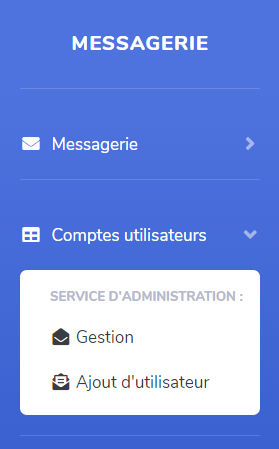 MESSAGERIE
Messagerie
Comptes utilisateurs
SERVICE D'ADMINISTRATION :
Gestion
Ajout d'utilisateur